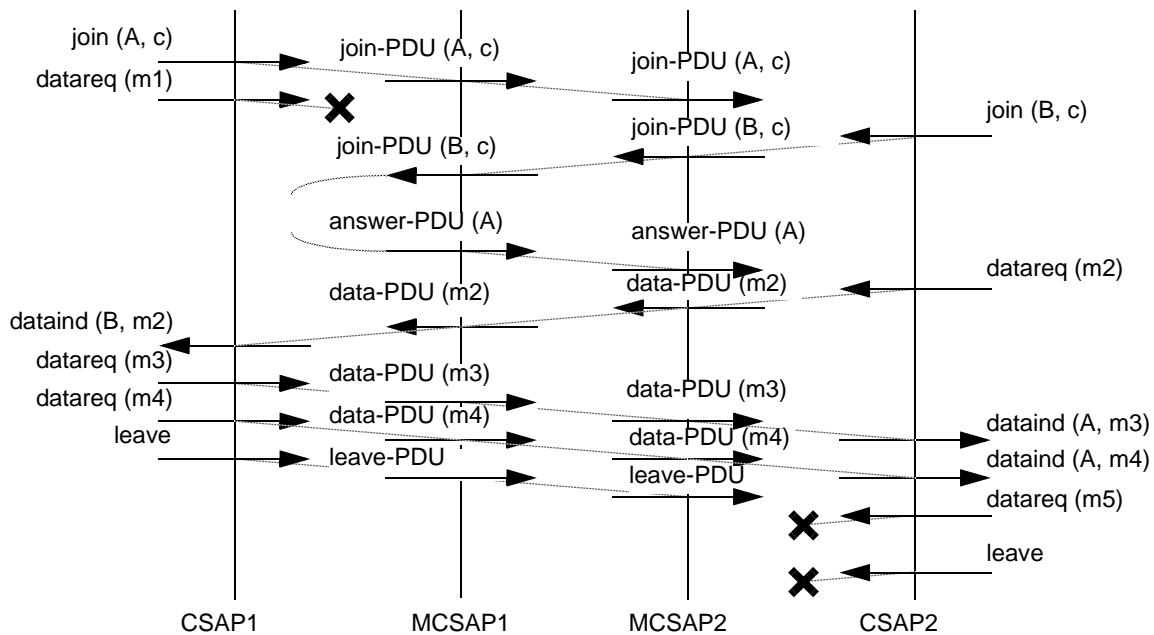 join (A, c)
join-PDU (A, c)
join-PDU (A, c)
datareq (m1)
join (B, c)
join-PDU (B, c)
join-PDU (B, c)
answer-PDU (A)
answer-PDU (A)
datareq (m2)
data-PDU (m2)
data-PDU (m2)
dataind (B, m2)
datareq (m3)
data-PDU (m3)
data-PDU (m3)
datareq (m4)
data-PDU (m4)
dataind (A, m3)
leave
data-PDU (m4)
leave-PDU
dataind (A, m4)
leave-PDU
datareq (m5)
leave
CSAP1
MCSAP1
MCSAP2
CSAP2